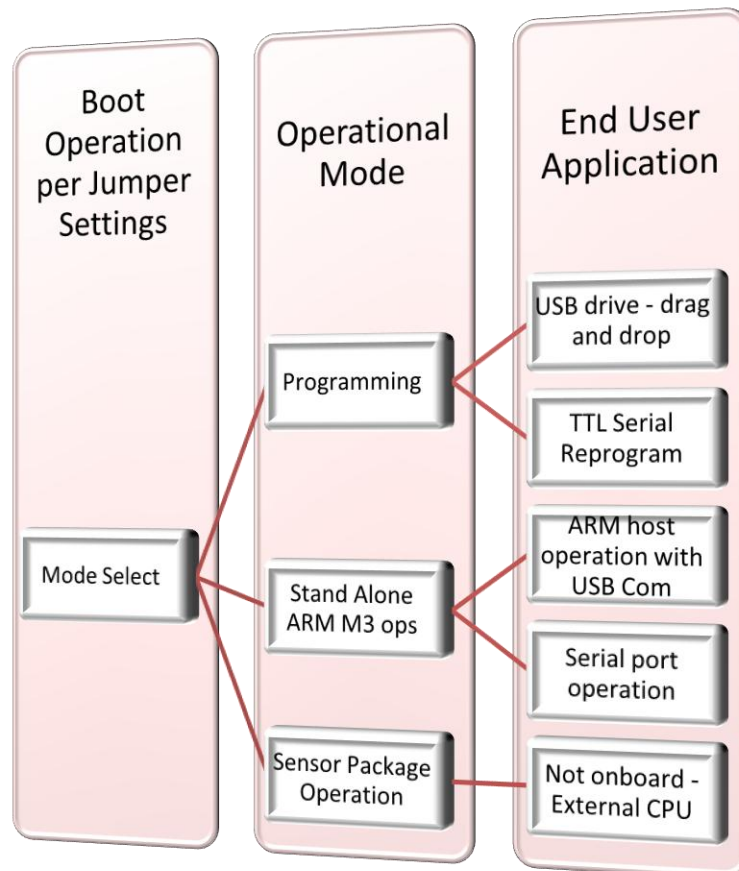 Boot
Operation
per Jumper
Settings
Mode Select
Operational
Mode
Programming
Stand Alone
ARM M3 ops
Sensor Package
Operation
End User
Application
USB drive - drag
and drop
TTL Serial
Reprogram
ARM host
operation with
USB Com
Serial port
operation
Not onboard -
External CPU